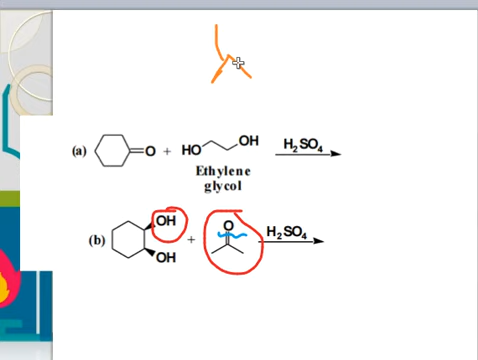 (a) O + HO OH H₂SO₄
Ethylene
glycol
(b) OH OH + O H₂SO₄